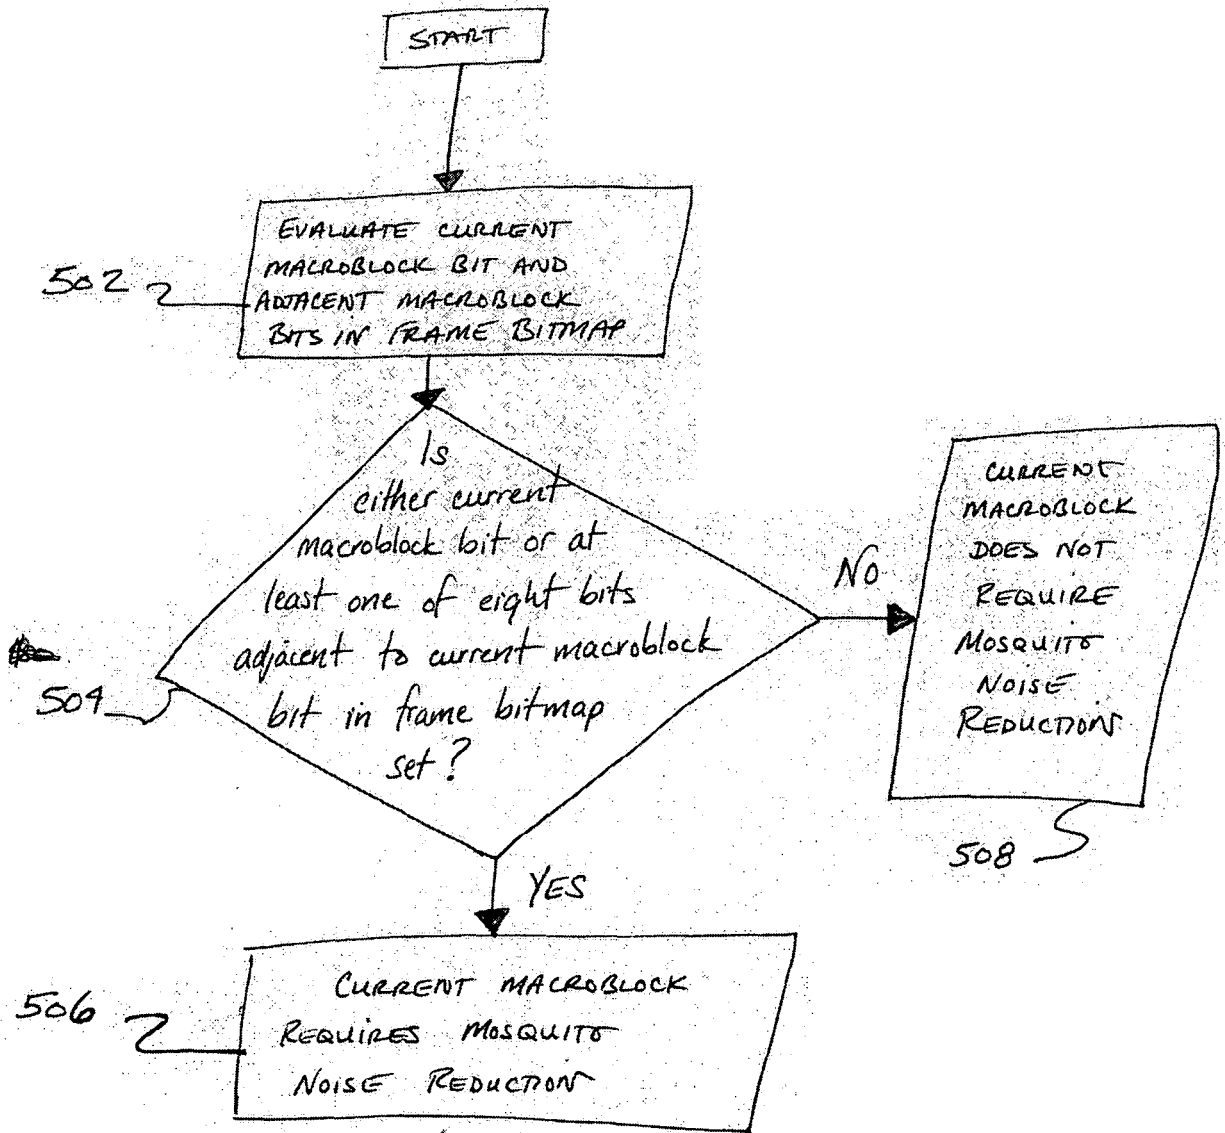 START
EVALUATE CURRENT
MACROBLOCK BIT AND
ADJACENT MACROBLOCK
BITS IN FRAME BITMAP
502
Is
either current
macroblock bit or at
least one of eight bits
adjacent to current macroblock
bit in frame bitmap
set?
504
NO
CURRENT
MACROBLOCK
DOES NOT
REQUIRE
MOSQUITO
NOISE
REDUCTION
508
YES
CURRENT MACROBLOCK
REQUIRES MOSQUITO
NOISE REDUCTION
506